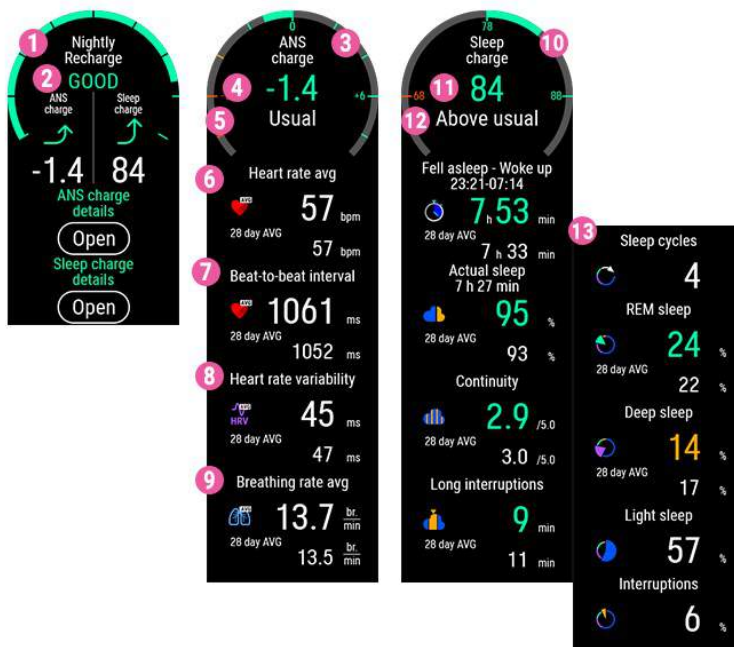 1
Nightly
Recharge
2
GOOD
ANS
charge
Sleep
charge
-1.4
84
ANS charge
details
Open
Sleep charge
details
Open
0
ANS
charge
3
4
-1.4
+6
5
Usual
6
Heart rate avg
AVG
57 bpm
28 day AVG
57 bpm
7
Beat-to-beat interval
AVG
1061 ms
28 day AVG
1052 ms
8
Heart rate variability
AVG
HRV
45 ms
28 day AVG
47 ms
9
Breathing rate avg
AVG
13.7 br.
min
28 day AVG
13.5 br.
min
78
Sleep
charge
10
68
11
84
88
12
Above usual
Fell asleep - Woke up
23:21-07:14
7 h 53 min
28 day AVG
7 h 33 min
Actual sleep
7 h 27 min
95 %
28 day AVG
93 %
Continuity
2.9 /5.0
28 day AVG
3.0 /5.0
Long interruptions
9 min
28 day AVG
11 min
13
Sleep cycles
4
REM sleep
24 %
28 day AVG
22 %
Deep sleep
14 %
28 day AVG
17 %
Light sleep
57 %
Interruptions
6 %